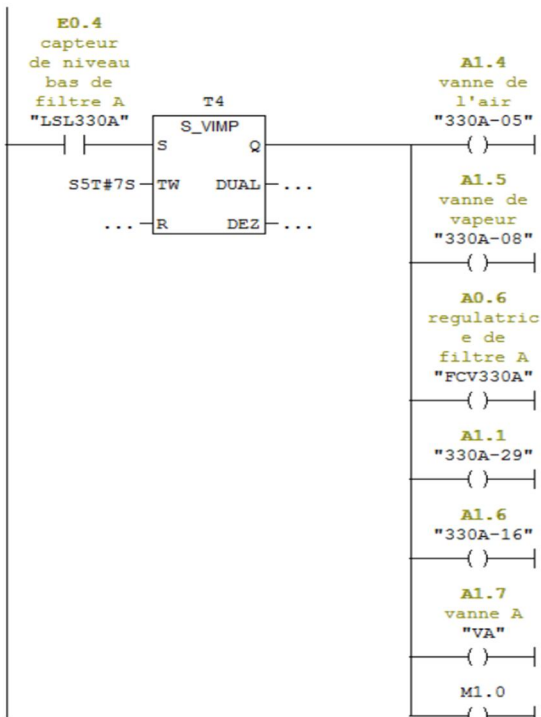 E0.4
capteur
de niveau
bas de
filtre A
"LSL330A"
T4
S_VIMP
S Q
S5T#7S TW DUAL ...
... R DEZ ...
A1.4
vanne de
l'air
"330A-05"
( )
A1.5
vanne de
vapeur
"330A-08"
( )
A0.6
regulatric
e de
filtre A
"FCV330A"
( )
A1.1
"330A-29"
( )
A1.6
"330A-16"
( )
A1.7
vanne A
"VA"
( )
M1.0
( )